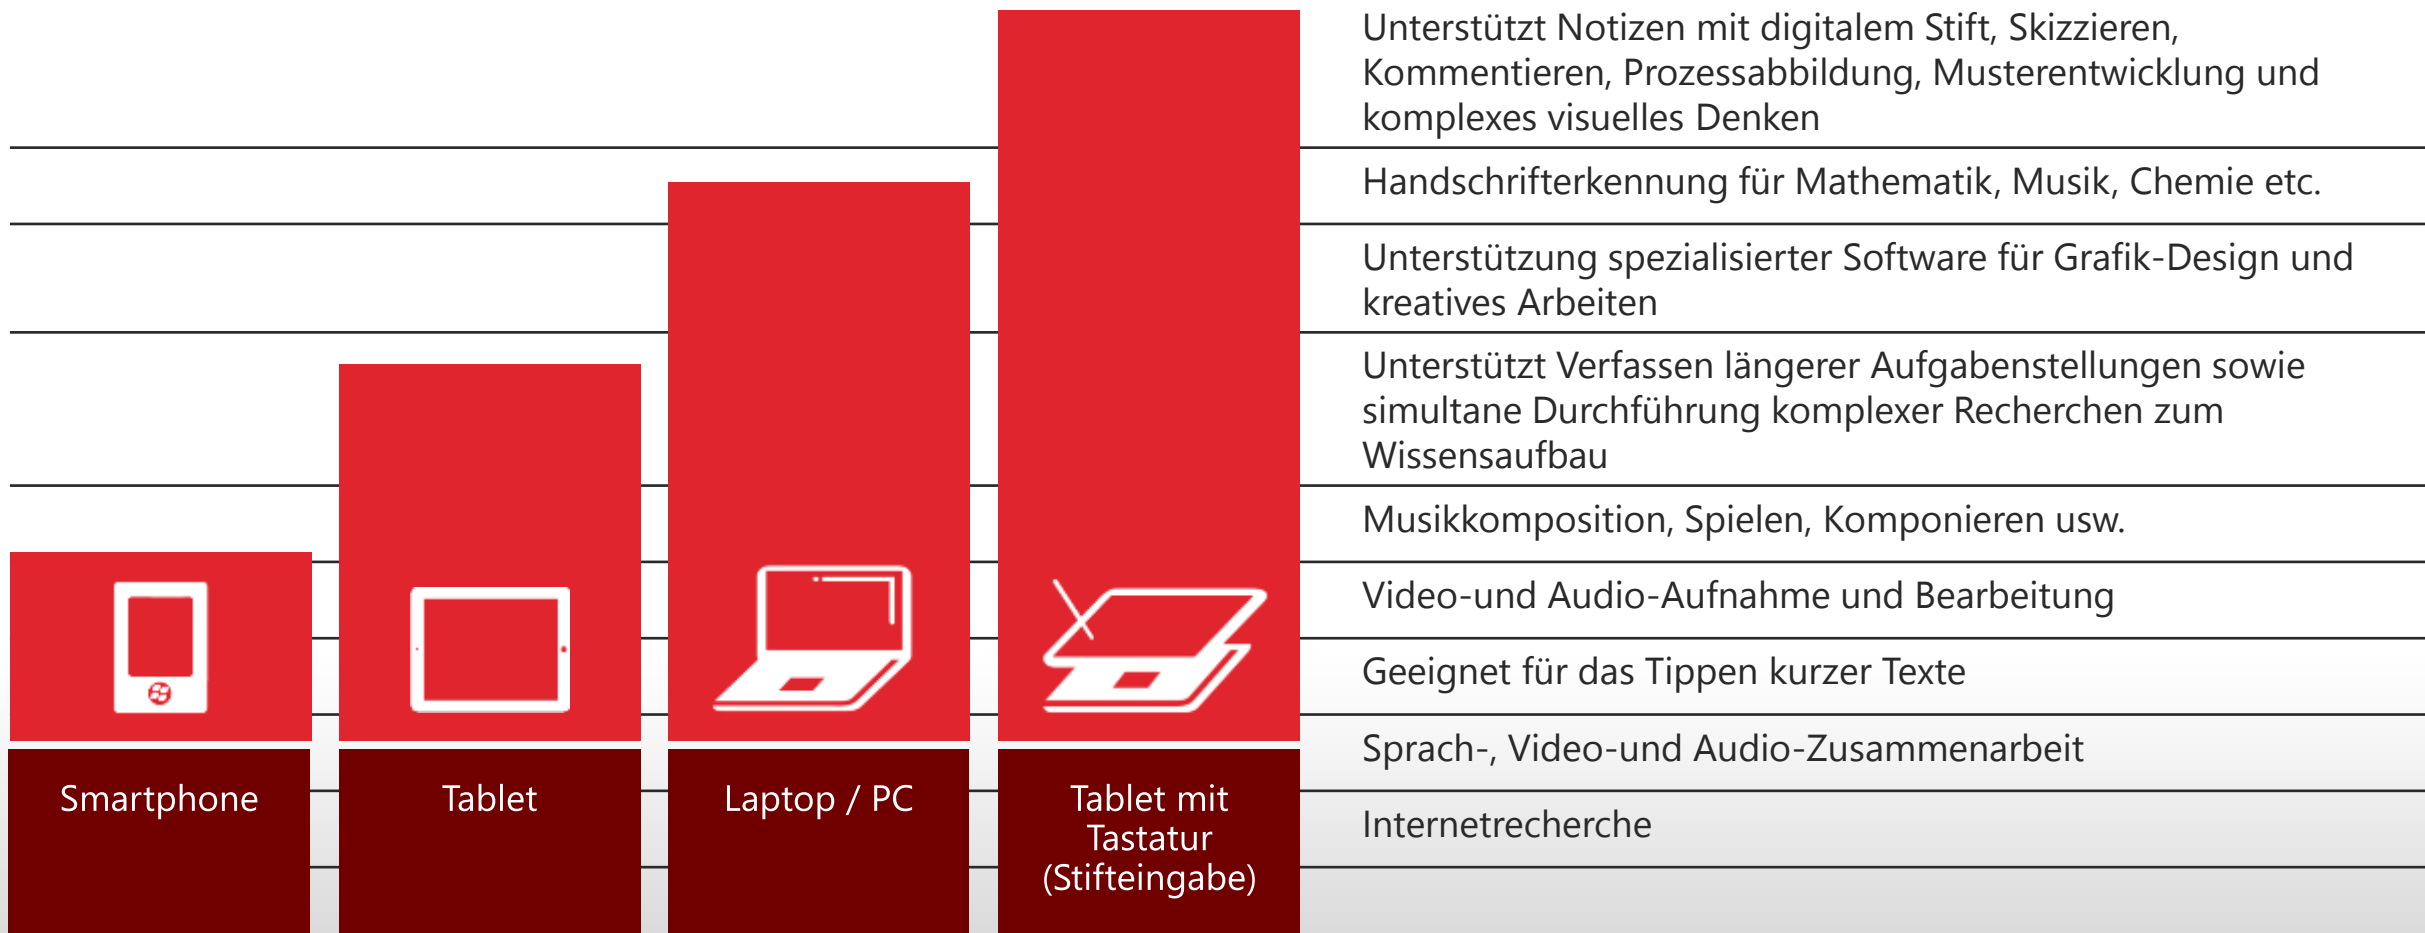 Unterstützt Notizen mit digitalem Stift, Skizzieren,
Kommentieren, Prozessabbildung, Musterentwicklung und
komplexes visuelles Denken
Handschrifterkennung für Mathematik, Musik, Chemie etc.
Unterstützung spezialisierter Software für Grafik-Design und
kreatives Arbeiten
Unterstützt Verfassen längerer Aufgabenstellungen sowie
simultane Durchführung komplexer Recherchen zum
Wissensaufbau
Musikkomposition, Spielen, Komponieren usw.
Video-und Audio-Aufnahme und Bearbeitung
Geeignet für das Tippen kurzer Texte
Sprach-, Video-und Audio-Zusammenarbeit
Internetrecherche
Smartphone
Tablet
Laptop / PC
Tablet mit
Tastatur
(Stifteingabe)